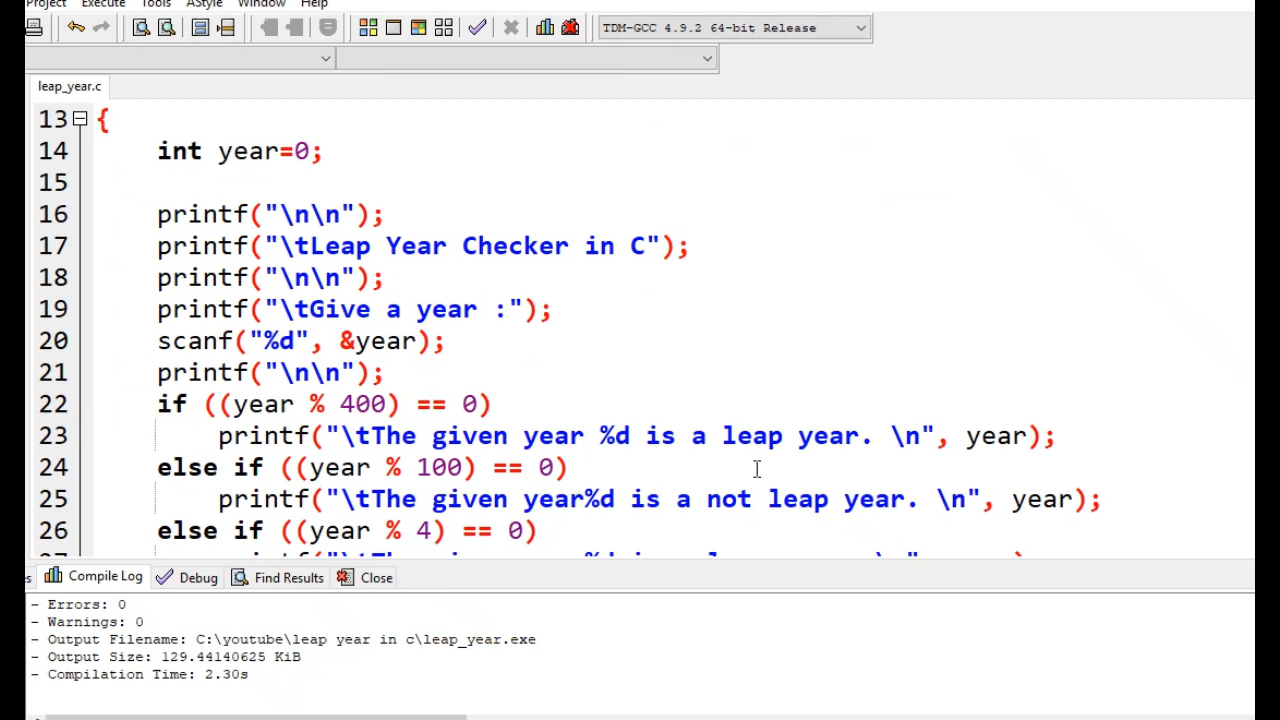 Project Execute Tools AStyle Window Help
TDM-GCC 4.9.2 64-bit Release
leap_year.c
13 {
14 int year=0;
15
16 printf("\n\n");
17 printf("\tLeap Year Checker in C");
18 printf("\n\n");
19 printf("\tGive a year :");
20 scanf("%d", &year);
21 printf("\n\n");
22 if ((year % 400) == 0)
23 printf("\tThe given year %d is a leap year. \n", year);
24 else if ((year % 100) == 0)
25 printf("\tThe given year%d is a not leap year. \n", year);
26 else if ((year % 4) == 0)
Compile Log Debug Find Results Close
- Errors: 0
- Warnings: 0
- Output Filename: C:\youtube\leap year in c\leap_year.exe
- Output Size: 129.44140625 KiB
- Compilation Time: 2.30s